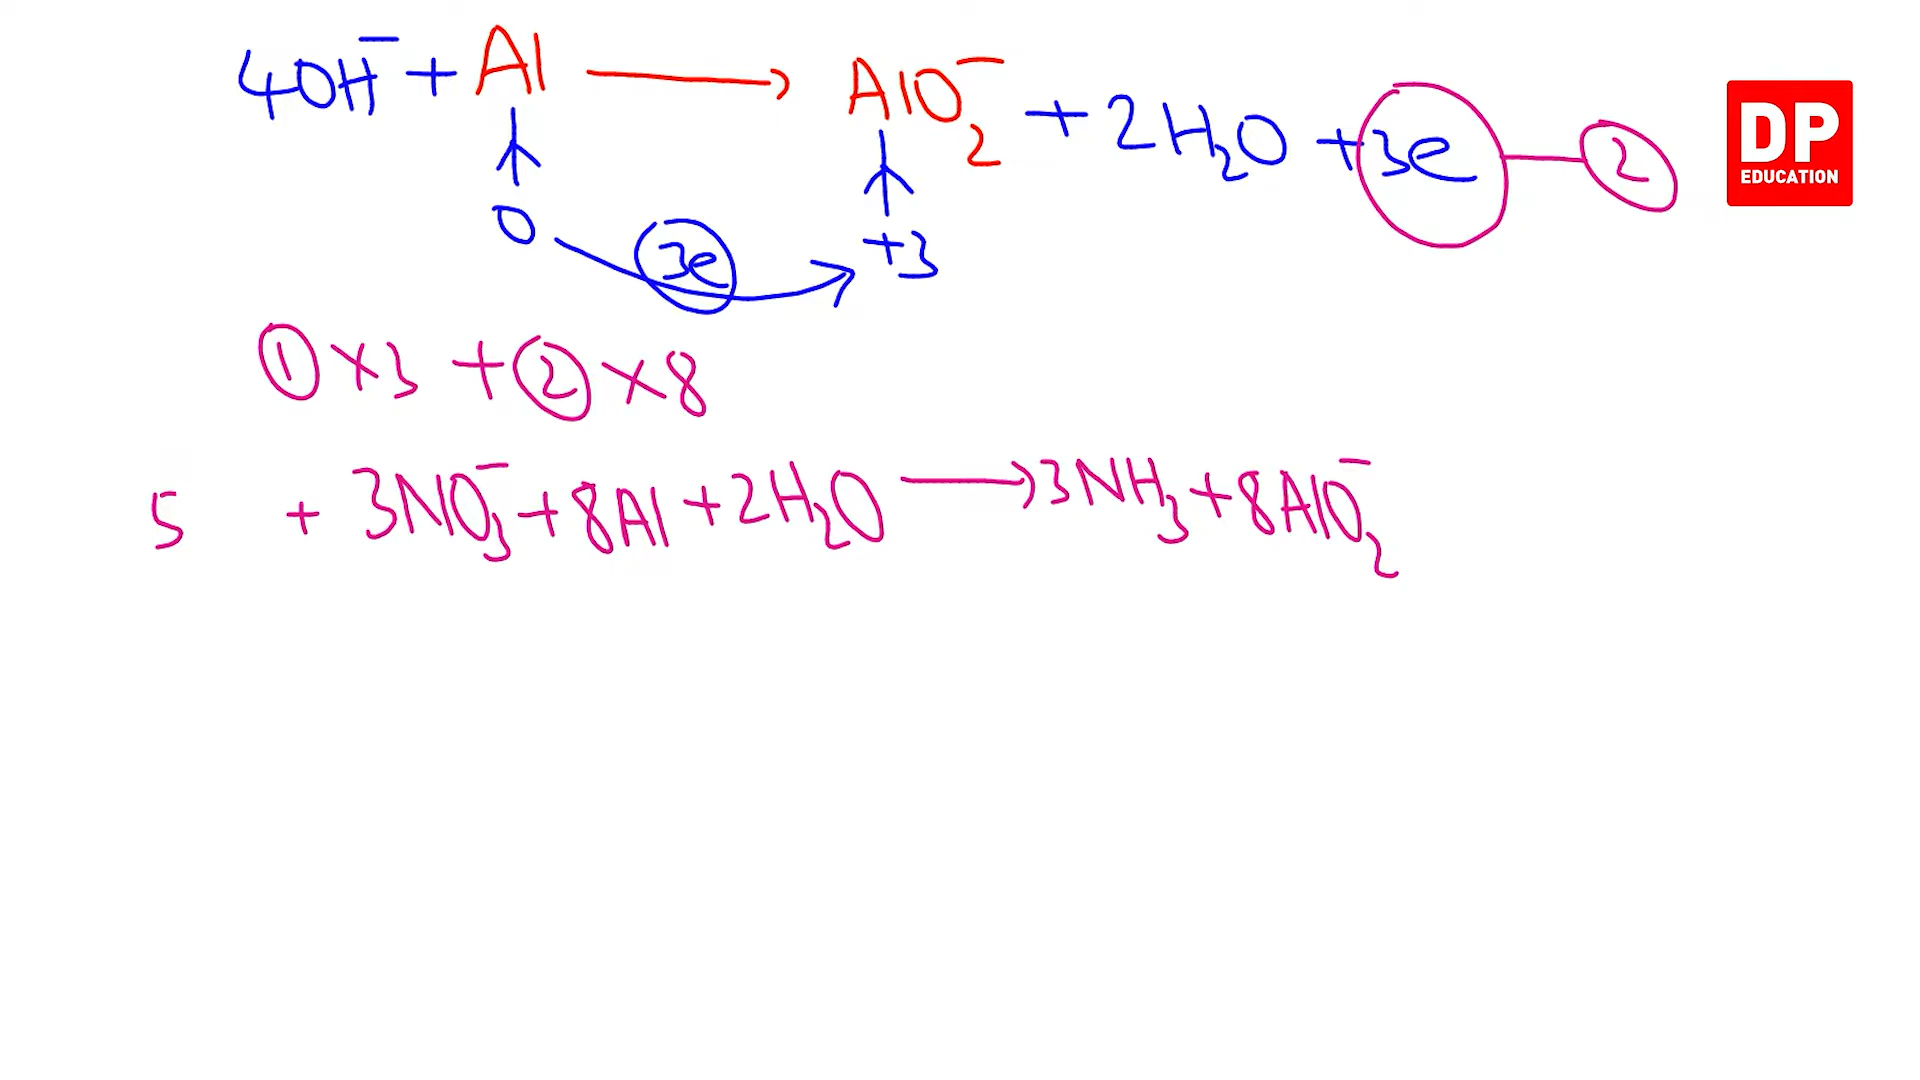 4OH⁻ + Al → AlO₂⁻ + 2H₂O + 3e — ②
DP
EDUCATION
0 3e +3
① × 3 + ② × 8
5 + 3NO₃⁻ + 8Al + 2H₂O → 3NH₃ + 8AlO₂⁻